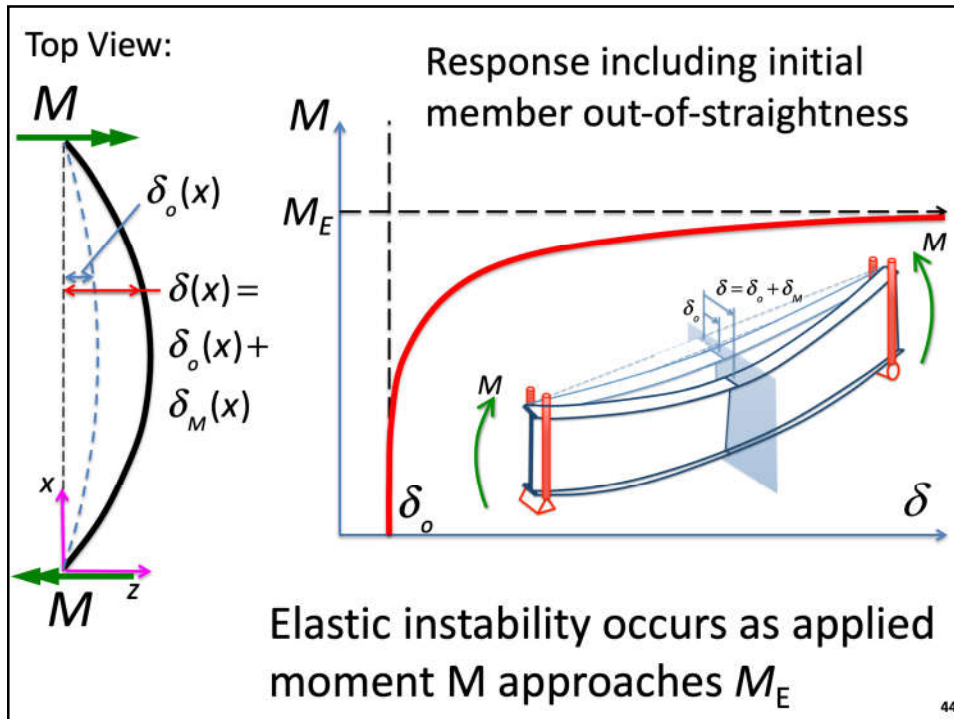 Top View:
M
δo(x)
δ(x)=
δo(x)+
δM(x)
x
z
M
Response including initial
member out-of-straightness
M
ME
δo
δ
δ=δo+δM
δo
M
M
Elastic instability occurs as applied
moment M approaches ME
44